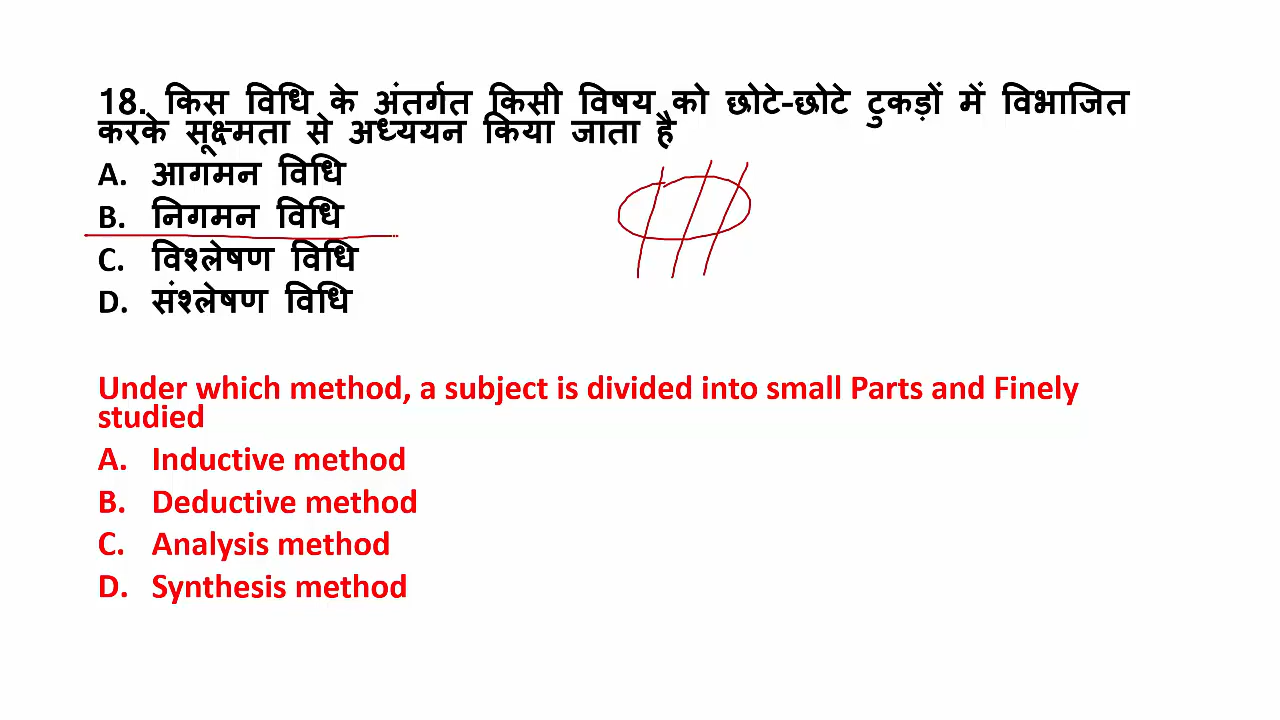 18. किस विधि के अंतर्गत किसी विषय को छोटे-छोटे टुकड़ों में विभाजित
करके सूक्ष्मता से अध्ययन किया जाता है
A. आगमन विधि
B. निगमन विधि
C. विश्लेषण विधि
D. संश्लेषण विधि
Under which method, a subject is divided into small Parts and Finely
studied
A. Inductive method
B. Deductive method
C. Analysis method
D. Synthesis method